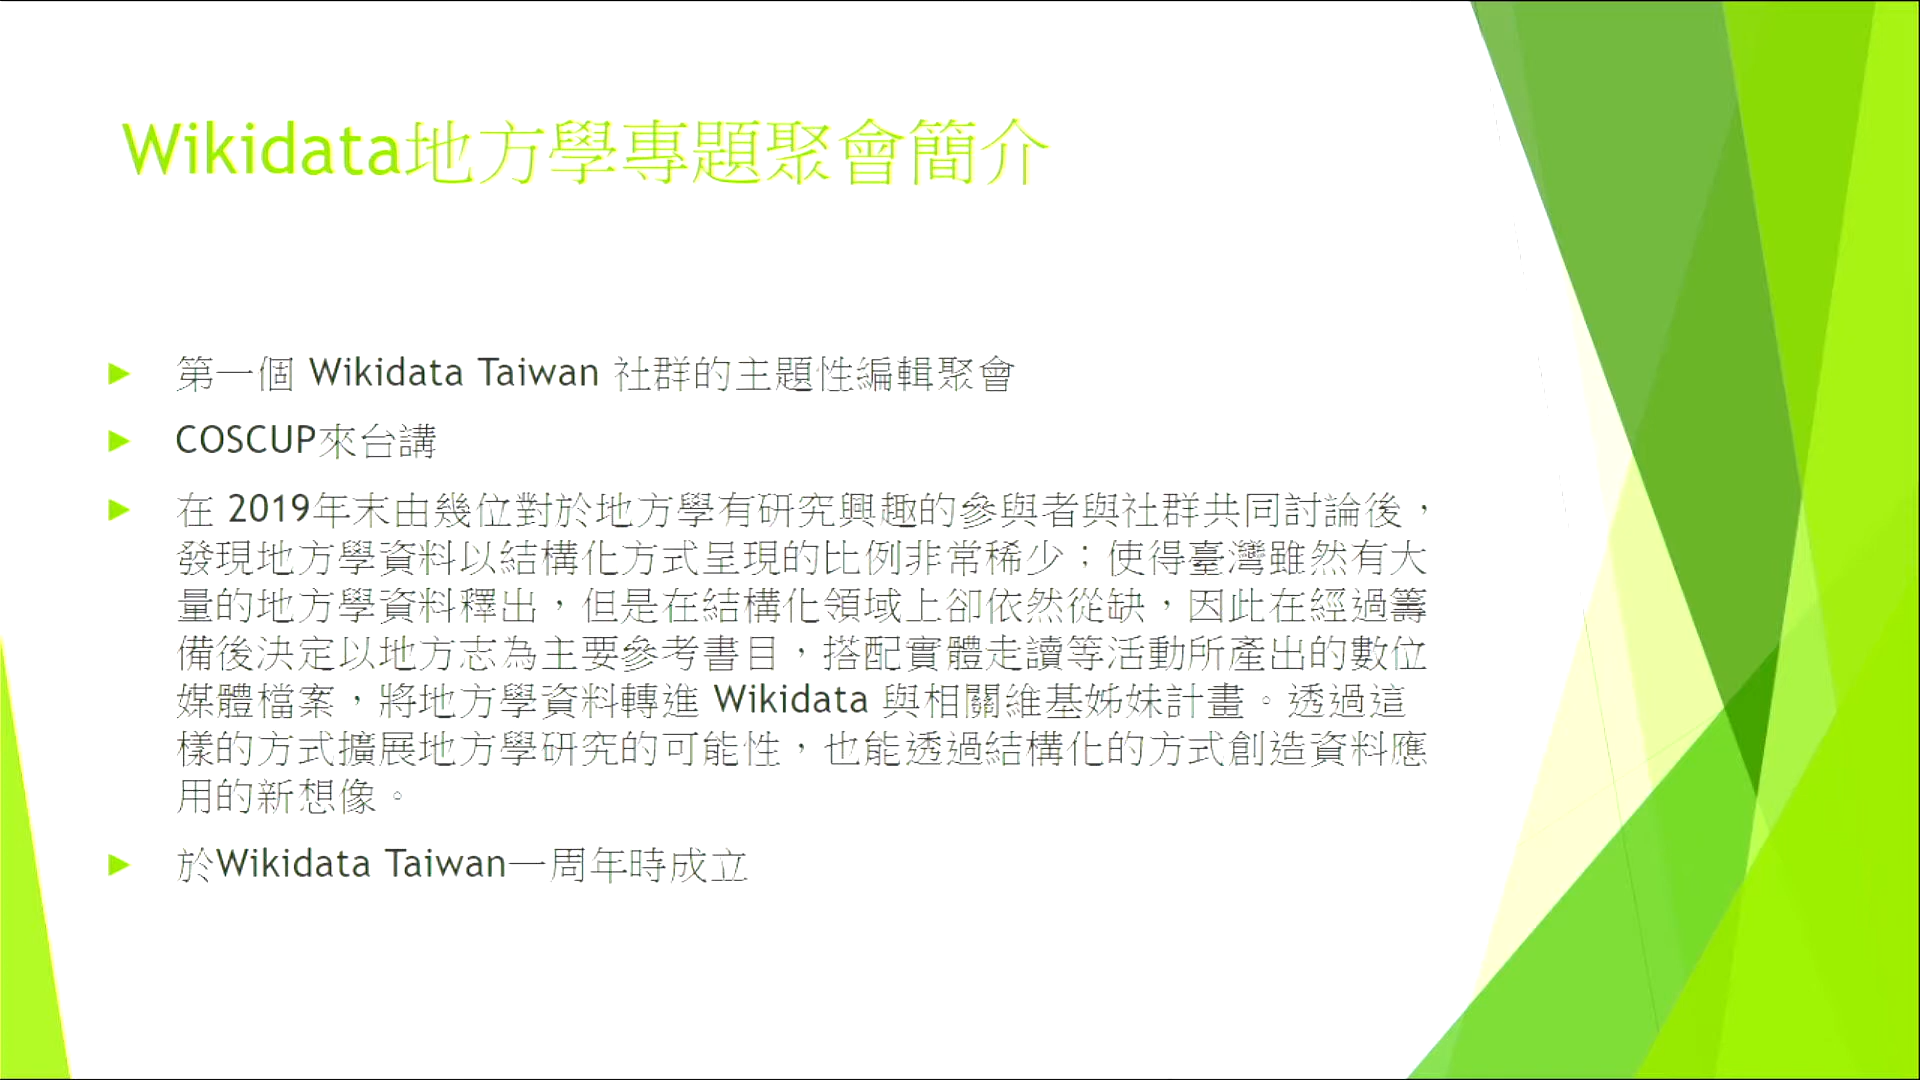 Wikidata地方學專題聚會簡介
第一個 Wikidata Taiwan 社群的主題性編輯聚會
COSCUP來台講
在 2019年末由幾位對於地方學有研究興趣的參與者與社群共同討論後，
發現地方學資料以結構化方式呈現的比例非常稀少；使得臺灣雖然有大
量的地方學資料釋出，但是在結構化領域上卻依然從缺，因此在經過籌
備後決定以地方志為主要參考書目，搭配實體走讀等活動所產出的數位
媒體檔案，將地方學資料轉進 Wikidata 與相關維基姊妹計畫。透過這
樣的方式擴展地方學研究的可能性，也能透過結構化的方式創造資料應
用的新想像。
於Wikidata Taiwan一周年時成立